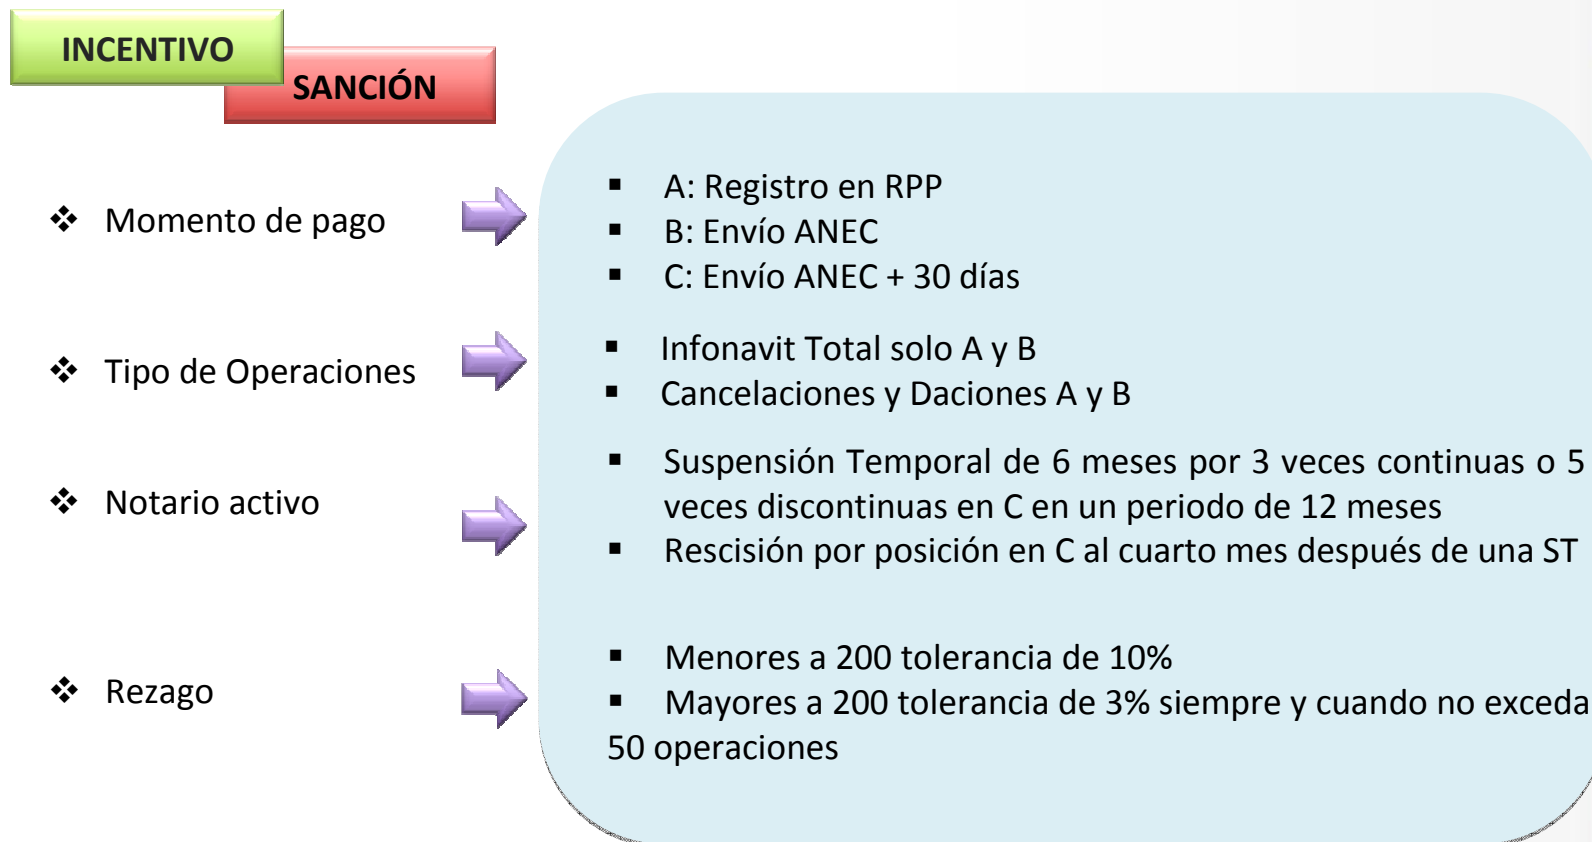 INCENTIVO
SANCIÓN
Momento de pago
A: Registro en RPP
B: Envío ANEC
C: Envío ANEC + 30 días
Tipo de Operaciones
Infonavit Total solo A y B
Cancelaciones y Daciones A y B
Notario activo
Suspensión Temporal de 6 meses por 3 veces continuas o 5
veces discontinuas en C en un periodo de 12 meses
Rescisión por posición en C al cuarto mes después de una ST
Rezago
Menores a 200 tolerancia de 10%
Mayores a 200 tolerancia de 3% siempre y cuando no exceda
50 operaciones